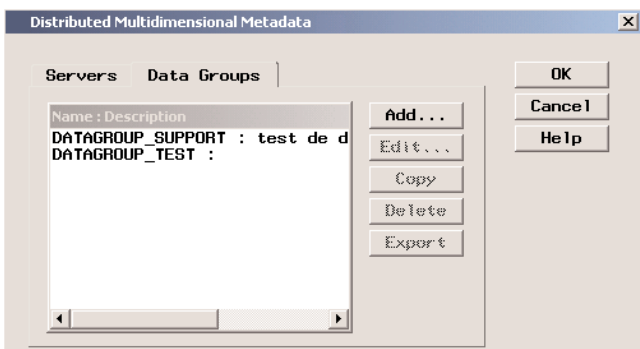 Distributed Multidimensional Metadata
Servers Data Groups
Name : Description
DATAGROUP_SUPPORT : test de d
DATAGROUP_TEST :
Add...
Edit...
Copy
Delete
Export
OK
Cancel
Help